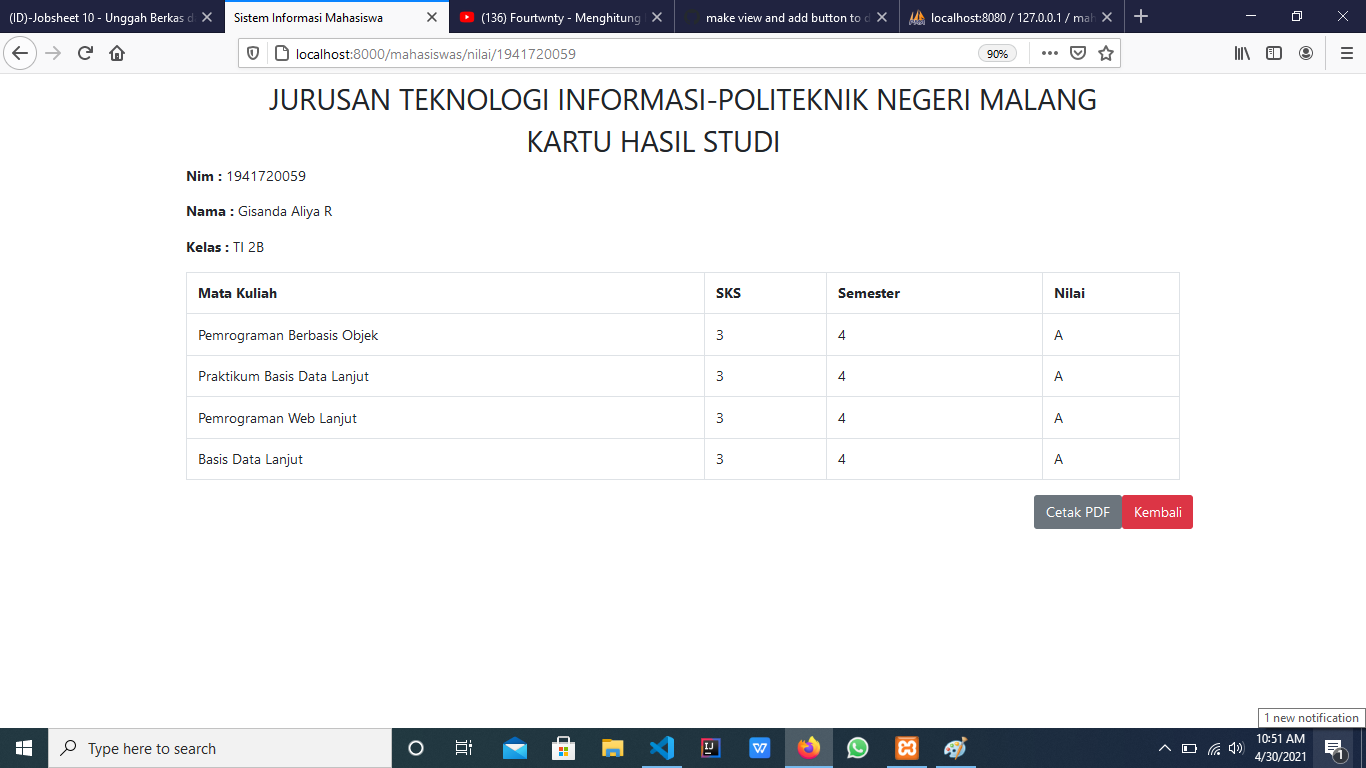 (ID)-Jobsheet 10 - Unggah Berkas d
Sistem Informasi Mahasiswa
(136) Fourtwnty - Menghitung
make view and add button to d
localhost:8080 / 127.0.0.1 / mah
localhost:8000/mahasiswas/nilai/1941720059
90%
JURUSAN TEKNOLOGI INFORMASI-POLITEKNIK NEGERI MALANG
KARTU HASIL STUDI
Nim : 1941720059
Nama : Gisanda Aliya R
Kelas : TI 2B
Mata Kuliah SKS Semester Nilai
Pemrograman Berbasis Objek 3 4 A
Praktikum Basis Data Lanjut 3 4 A
Pemrograman Web Lanjut 3 4 A
Basis Data Lanjut 3 4 A
Cetak PDF Kembali
1 new notification
Type here to search
10:51 AM
4/30/2021
1